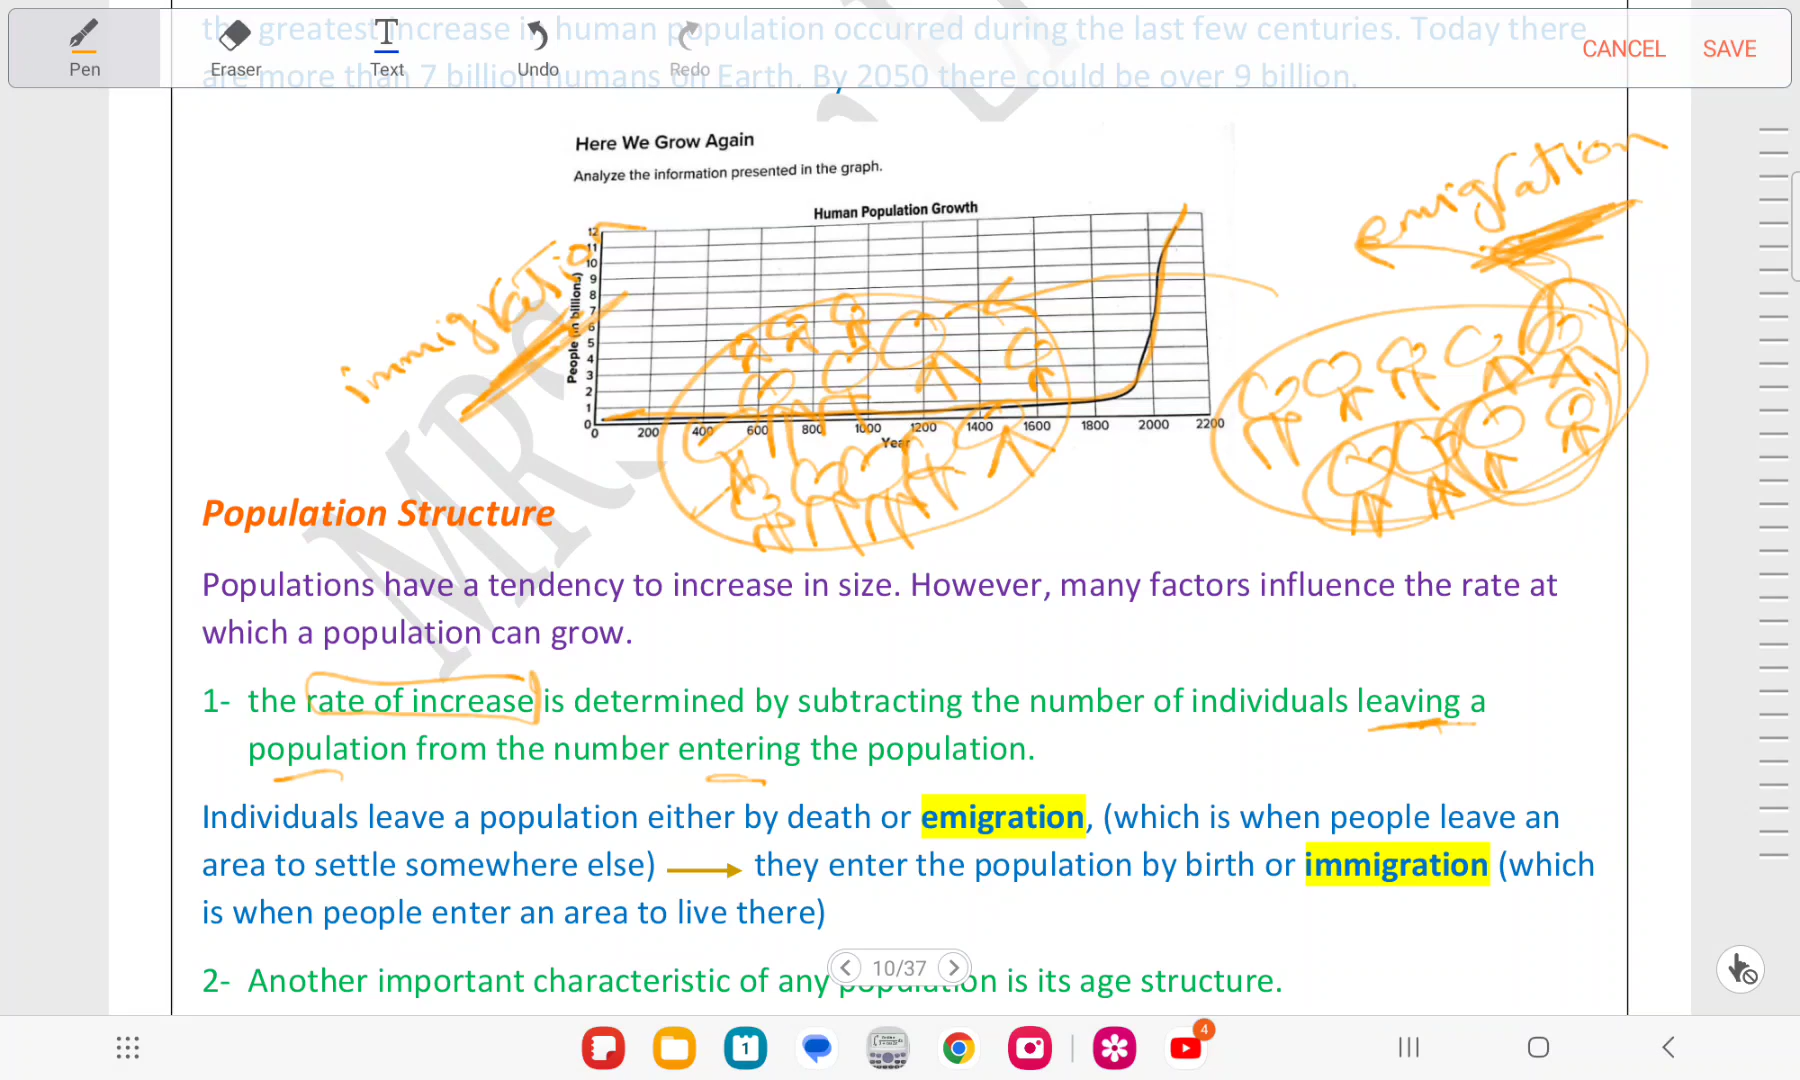 the greatest increase in human population occurred during the last few centuries. Today there
are more than 7 billion humans on Earth. By 2050 there could be over 9 billion.
Pen
Eraser
Text
Undo
Redo
CANCEL
SAVE
Here We Grow Again
Analyze the information presented in the graph.
Human Population Growth
People (in billions)
12
11
10
9
8
7
6
5
4
3
2
1
0
0 200 400 600 800 1000 1200 1400 1600 1800 2000 2200
Year
immigration
emigration
MRS
Population Structure
Populations have a tendency to increase in size. However, many factors influence the rate at
which a population can grow.
1- the rate of increase is determined by subtracting the number of individuals leaving a
population from the number entering the population.
Individuals leave a population either by death or emigration, (which is when people leave an
area to settle somewhere else) they enter the population by birth or immigration (which
is when people enter an area to live there)
2- Another important characteristic of any population is its age structure.
10/37
1
4